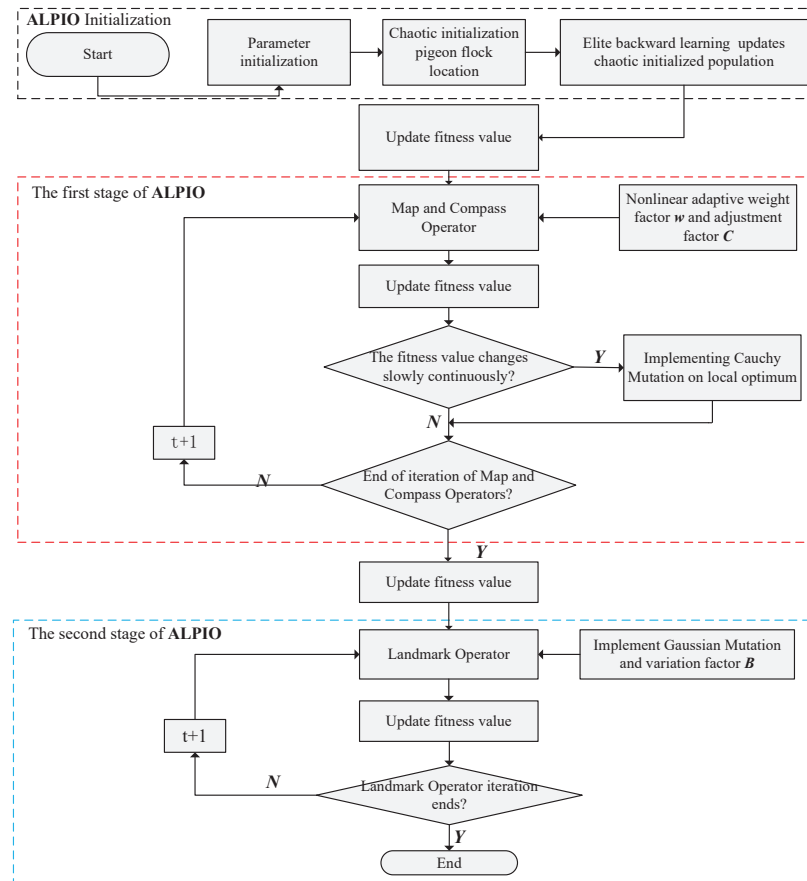 ALPIO Initialization
Start
Parameter
initialization
Chaotic initialization
pigeon flock
location
Elite backward learning updates
chaotic initialized population
Update fitness value
The first stage of ALPIO
Map and Compass
Operator
Nonlinear adaptive weight
factor w and adjustment
factor C
Update fitness value
The fitness value changes
slowly continuously?
Y
Implementing Cauchy
Mutation on local optimum
N
t+1
End of iteration of Map and
Compass Operators?
N
Y
Update fitness value
The second stage of ALPIO
Landmark Operator
Implement Gaussian Mutation
and variation factor B
Update fitness value
t+1
Landmark Operator iteration
ends?
N
Y
End